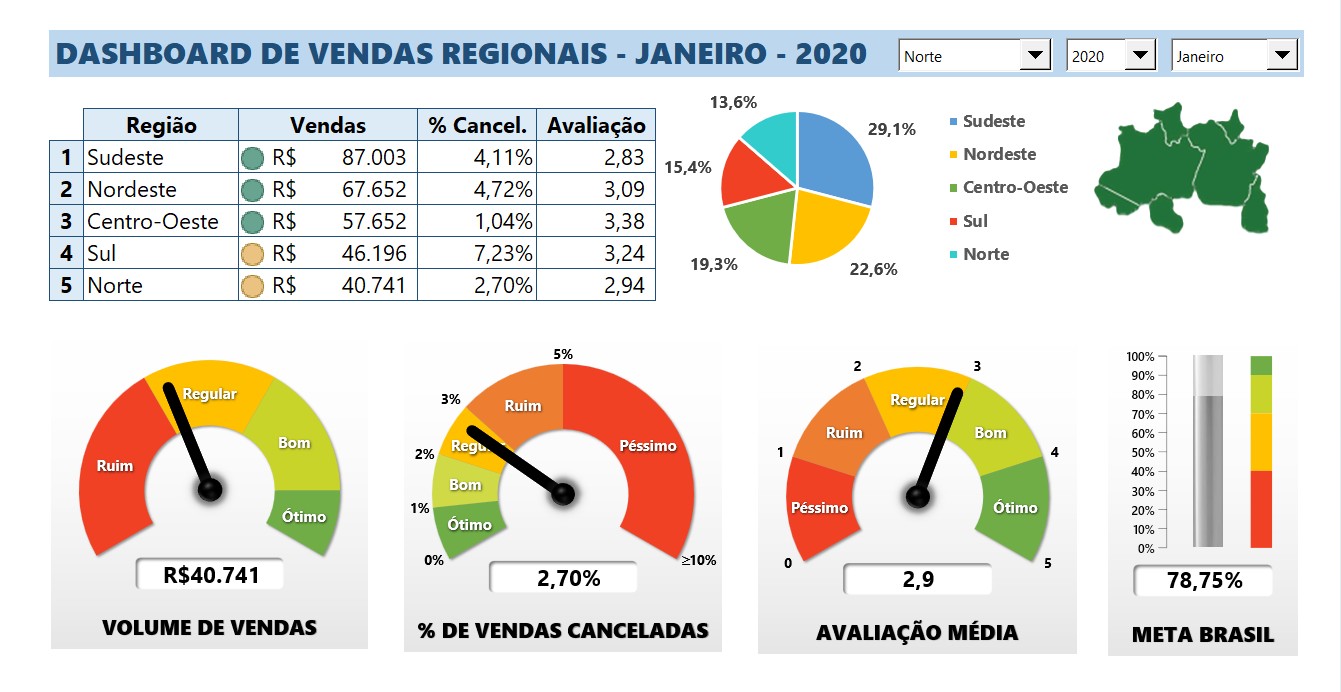 DASHBOARD DE VENDAS REGIONAIS - JANEIRO - 2020
Norte
2020
Janeiro
Região Vendas % Cancel. Avaliação
1 Sudeste R$ 87.003 4,11% 2,83
2 Nordeste R$ 67.652 4,72% 3,09
3 Centro-Oeste R$ 57.652 1,04% 3,38
4 Sul R$ 46.196 7,23% 3,24
5 Norte R$ 40.741 2,70% 2,94
13,6%
29,1%
15,4%
19,3%
22,6%
Sudeste
Nordeste
Centro-Oeste
Sul
Norte
Ruim
Regular
Bom
Ótimo
R$40.741
VOLUME DE VENDAS
0%
1%
2%
3%
5%
≥10%
Ótimo
Bom
Regu
Ruim
Péssimo
2,70%
% DE VENDAS CANCELADAS
0
1
2
3
4
5
Péssimo
Ruim
Regular
Bom
Ótimo
2,9
AVALIAÇÃO MÉDIA
100%
90%
80%
70%
60%
50%
40%
30%
20%
10%
0%
78,75%
META BRASIL